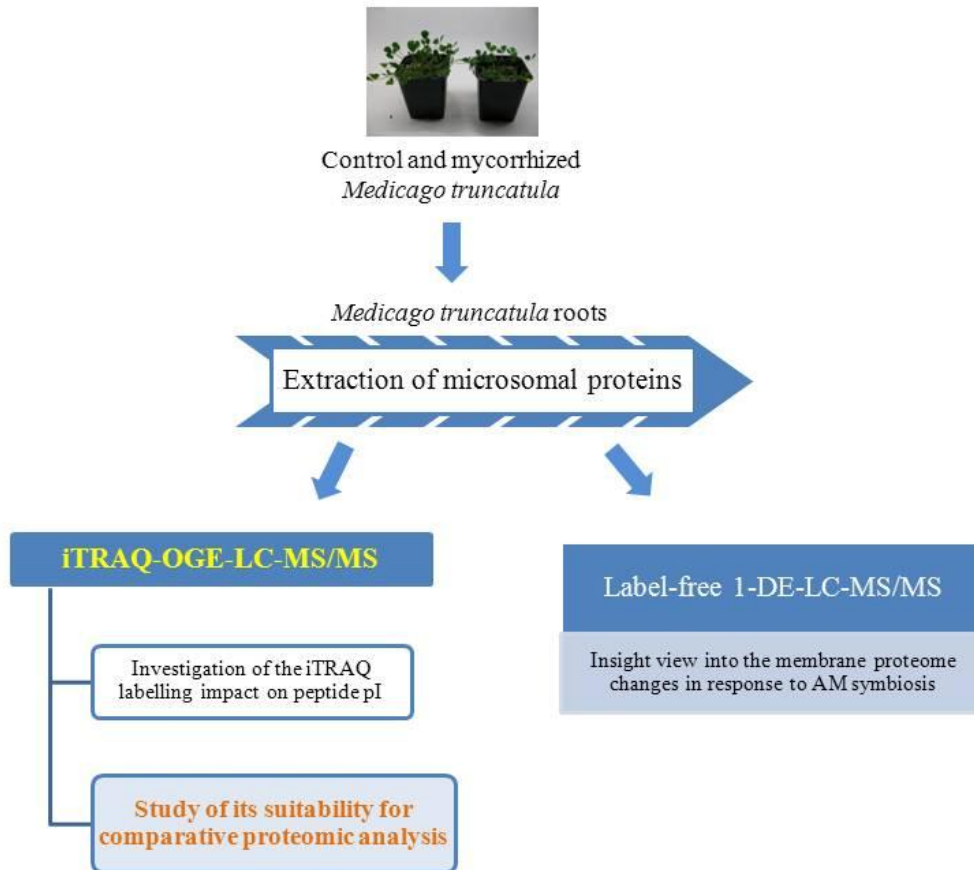 Control and mycorrhized
Medicago truncatula
Medicago truncatula roots
Extraction of microsomal proteins
iTRAQ-OGE-LC-MS/MS
Investigation of the iTRAQ
labelling impact on peptide pI
Study of its suitability for
comparative proteomic analysis
Label-free 1-DE-LC-MS/MS
Insight view into the membrane proteome
changes in response to AM symbiosis